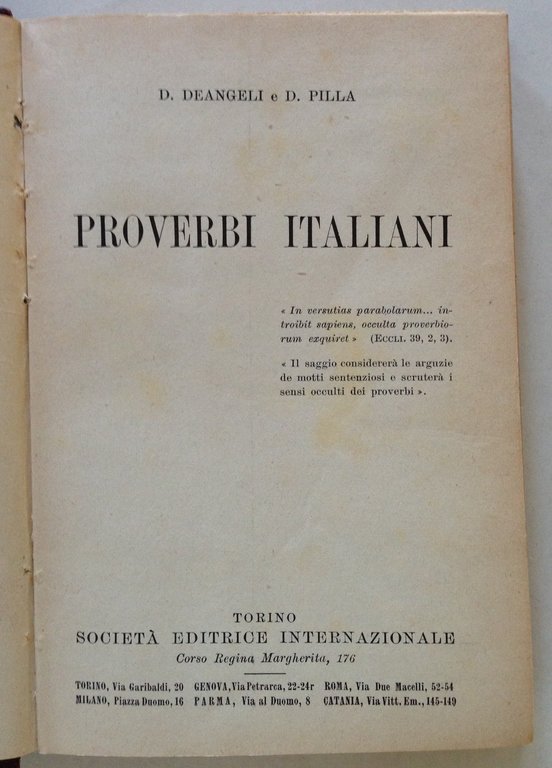 D. DEANGELI e D. PILLA
PROVERBI ITALIANI
« In versutias parabolarum... in-
troibit sapiens, occulta proverbio-
rum exquiret » (ECCLI. 39, 2, 3).
« Il saggio considererà le arguzie
de motti sentenziosi e scruterà i
sensi occulti dei proverbi ».
TORINO
SOCIETÀ EDITRICE INTERNAZIONALE
Corso Regina Margherita, 176
TORINO, Via Garibaldi, 20 GENOVA, Via Petrarca, 22-24r ROMA, Via Due Macelli, 52-54
MILANO, Piazza Duomo, 16 PARMA, Via al Duomo, 8 CATANIA, Via Vitt. Em., 145-149